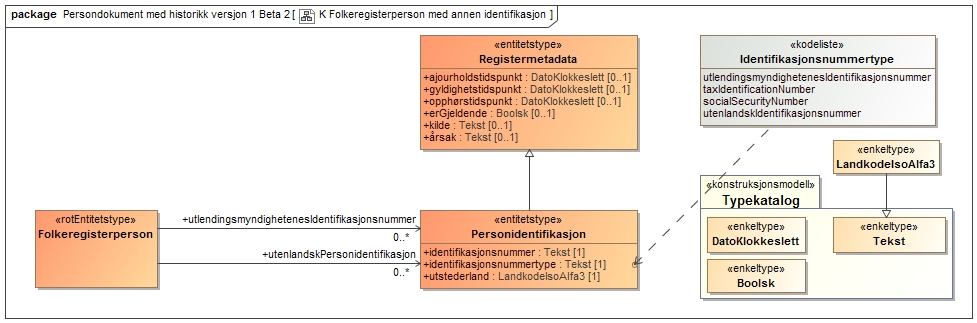 package Persondokument med historikk versjon 1 Beta 2 [ K Folkeregisterperson med annen identifikasjon ]
«entitetstype»
Registermetadata
+ajourholdstidspunkt : DatoKlokkeslett [0..1]
+gyldighetstidspunkt : DatoKlokkeslett [0..1]
+opphørstidspunkt : DatoKlokkeslett [0..1]
+erGjeldende : Boolsk [0..1]
+kilde : Tekst [0..1]
+årsak : Tekst [0..1]
«kodeliste»
Identifikasjonsnummertype
utlendingsmyndighetenesIdentifikasjonsnummer
taxIdentificationNumber
socialSecurityNumber
utenlandskIdentifikasjonsnummer
«enkeltype»
LandkodeIsoAlfa3
«rotEntitetstype»
Folkeregisterperson
+utlendingsmyndighetenesIdentifikasjonsnummer
0..*
+utenlandskPersonidentifikasjon
0..*
«entitetstype»
Personidentifikasjon
+identifikasjonsnummer : Tekst [1]
+identifikasjonsnummertype : Tekst [1]
+utstederland : LandkodeIsoAlfa3 [1]
«konstruksjonsmodell»
Typekatalog
«enkeltype»
DatoKlokkeslett
«enkeltype»
Tekst
«enkeltype»
Boolsk